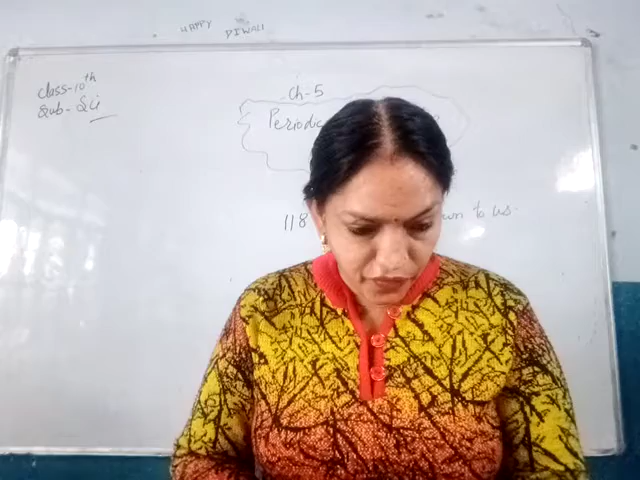 HAPPY DIWALI
Class-10th
Sub- Sci
Ch-5
Periodic
118 to us.